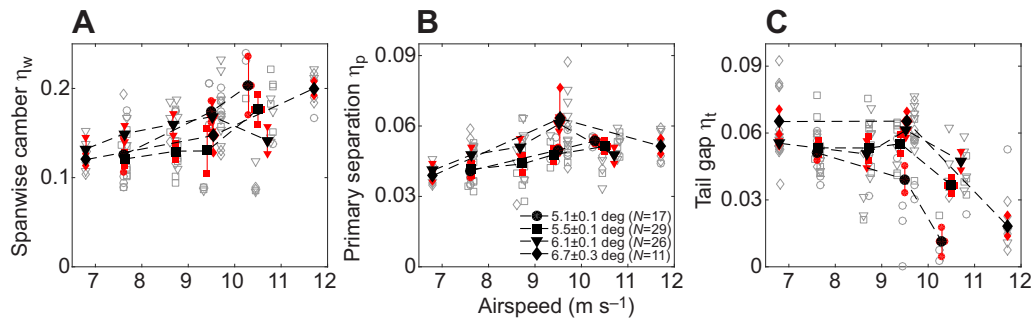 A
B
C
Spanwise camber ηw
0.2
0.1
0
7 8 9 10 11 12
Primary separation ηp
0.09
0.06
0.03
0
5.1±0.1 deg (N=17)
5.5±0.1 deg (N=29)
6.1±0.1 deg (N=26)
6.7±0.3 deg (N=11)
7 8 9 10 11 12
Airspeed (m s–1)
Tail gap ηt
0.09
0.06
0.03
0
7 8 9 10 11 12